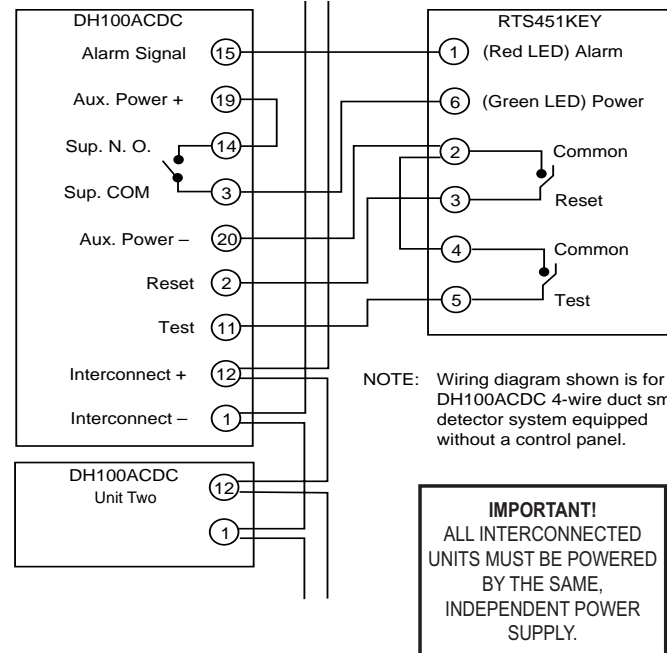 DH100ACDC
Alarm Signal 15
Aux. Power + 19
Sup. N. O. 14
Sup. COM 3
Aux. Power – 20
Reset 2
Test 11
Interconnect + 12
Interconnect – 1
RTS451KEY
1 (Red LED) Alarm
6 (Green LED) Power
2 Common
3 Reset
4 Common
5 Test
NOTE: Wiring diagram shown is for
DH100ACDC 4-wire duct
detector system equipped
without a control panel.
DH100ACDC
Unit Two
12
1
IMPORTANT!
ALL INTERCONNECTED
UNITS MUST BE POWERED
BY THE SAME,
INDEPENDENT POWER
SUPPLY.